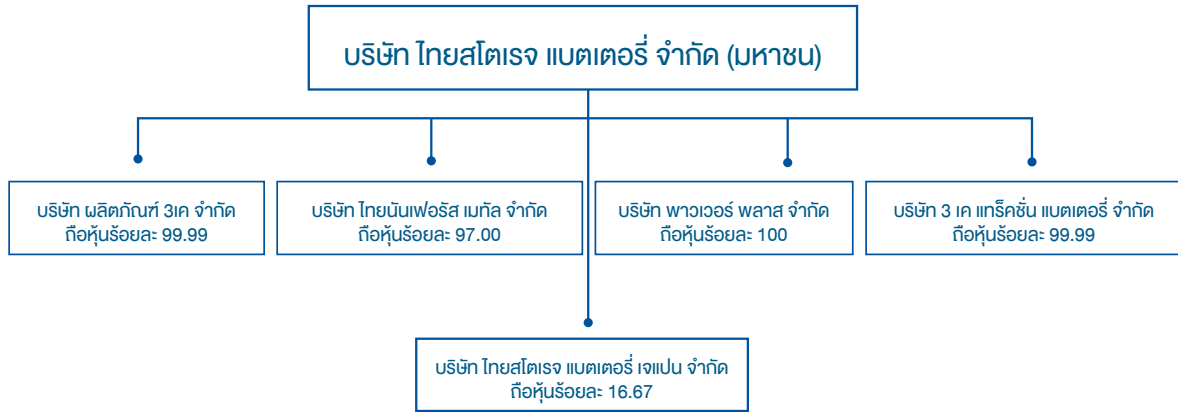 บริษัท ไทยสโตเรจ แบตเตอรี่ จำกัด (มหาชน)
บริษัท ผลิตภัณฑ์ 3เค จำกัด
ถือหุ้นร้อยละ 99.99
บริษัท ไทยนันเฟอรัส เมทัล จำกัด
ถือหุ้นร้อยละ 97.00
บริษัท พาวเวอร์ พลาส จำกัด
ถือหุ้นร้อยละ 100
บริษัท 3 เค แทร็คชั่น แบตเตอรี่ จำกัด
ถือหุ้นร้อยละ 99.99
บริษัท ไทยสโตเรจ แบตเตอรี่ เจแปน จำกัด
ถือหุ้นร้อยละ 16.67